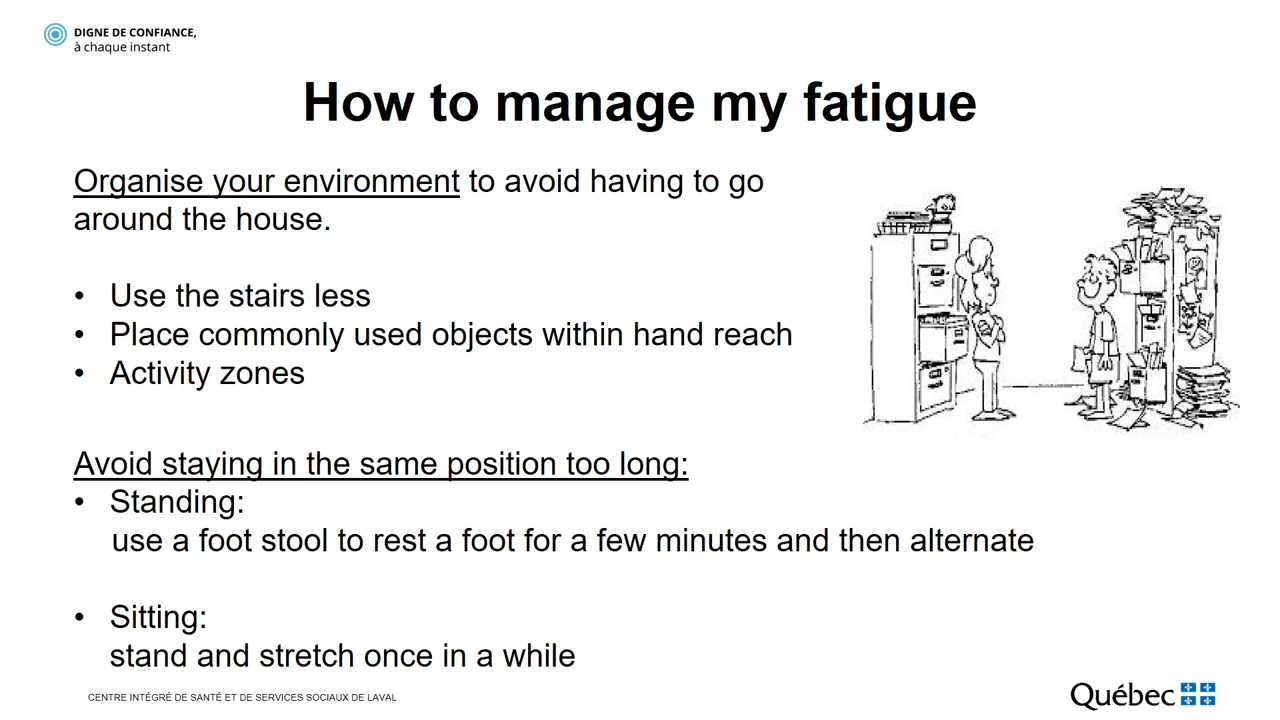 DIGNE DE CONFIANCE,
à chaque instant
How to manage my fatigue
Organise your environment to avoid having to go
around the house.
• Use the stairs less
• Place commonly used objects within hand reach
• Activity zones
Avoid staying in the same position too long:
• Standing:
use a foot stool to rest a foot for a few minutes and then alternate
• Sitting:
stand and stretch once in a while
CENTRE INTÉGRÉ DE SANTÉ ET DE SERVICES SOCIAUX DE LAVAL
Québec